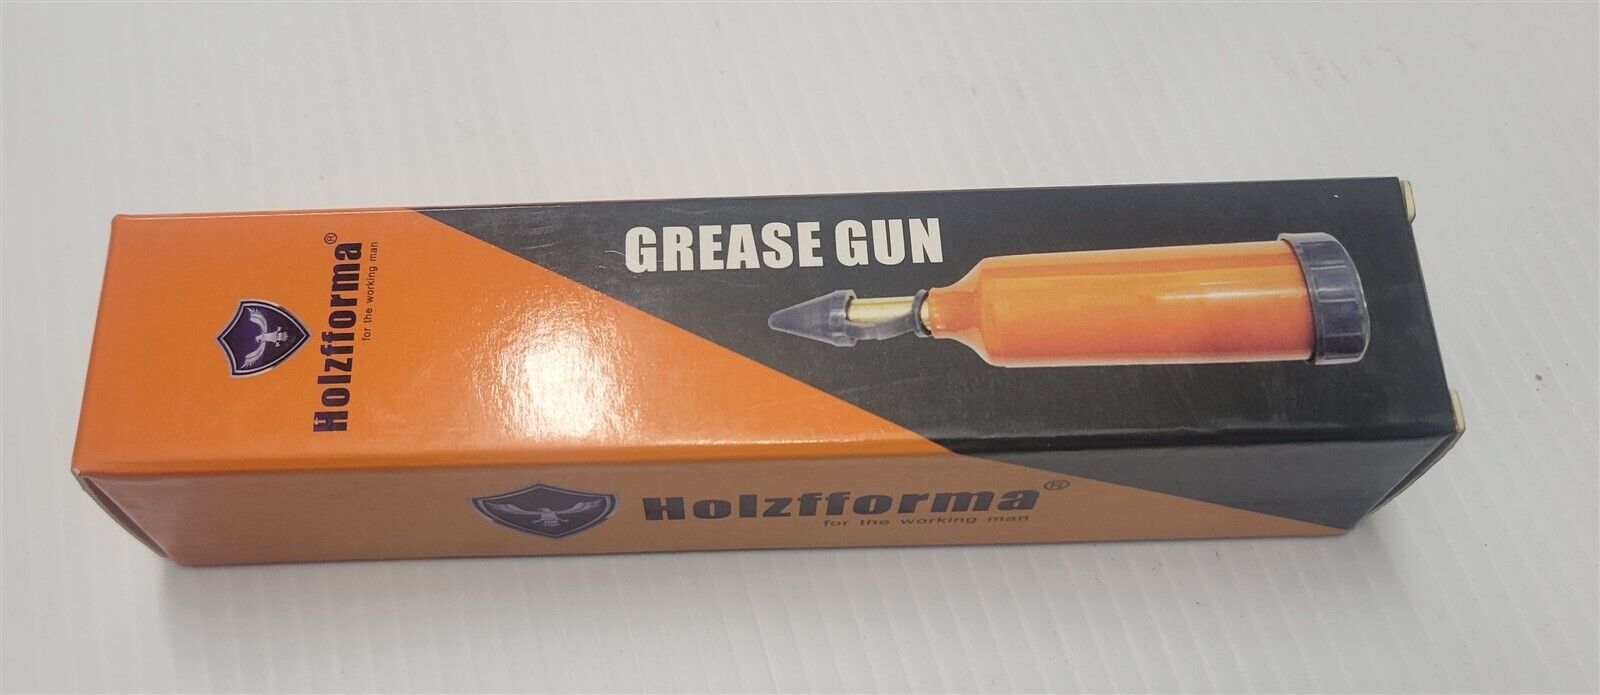 GREASE GUN
Holzfforma®
for the working man
Holzfforma®
for the working man